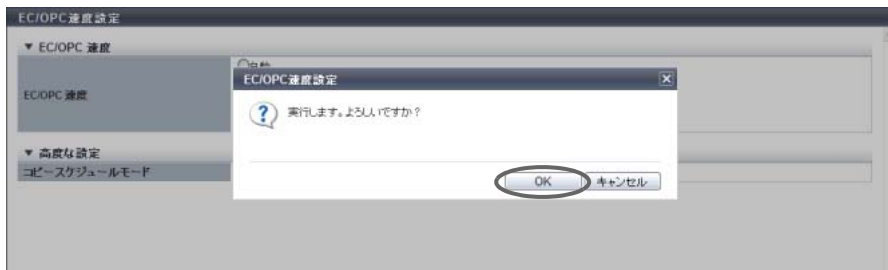 EC/OPC速度設定
▼ EC/OPC 速度
EC/OPC 速度
EC/OPC速度設定
実行します。よろしいですか?
OK
キャンセル
▼ 高度な設定
コピースケジュールモード